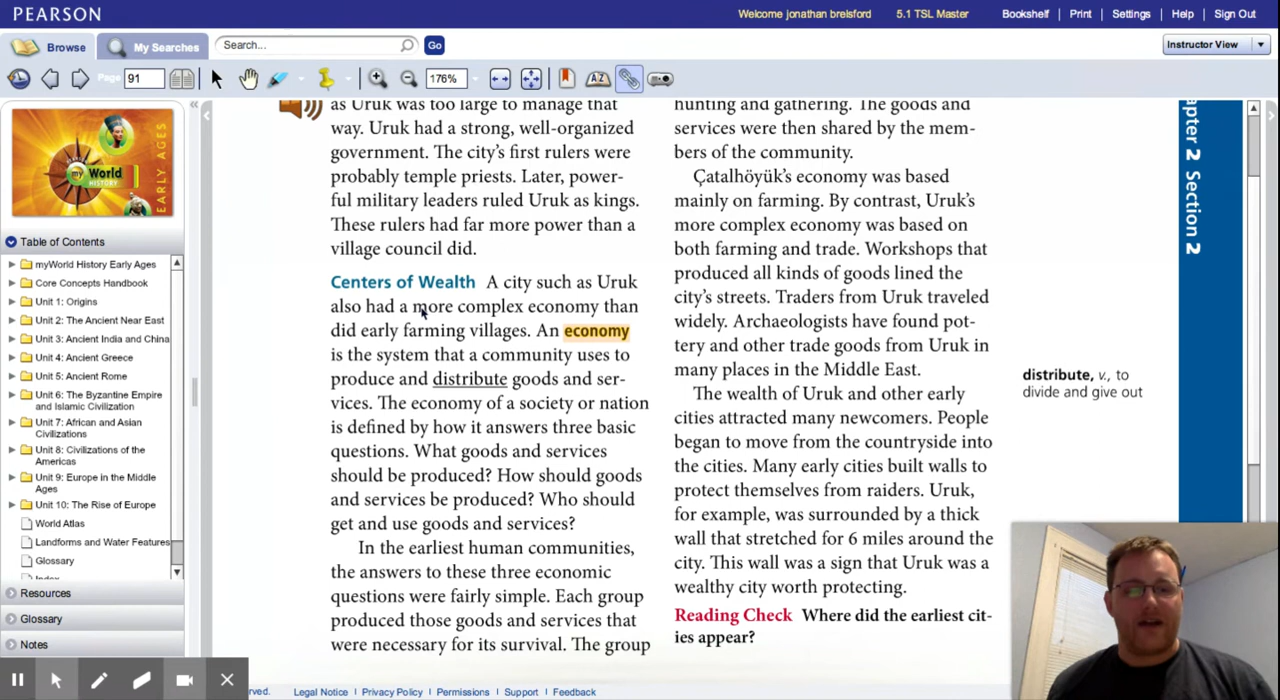 PEARSON
Welcome jonathan brelsford
5.1 TSL Master
Bookshelf | Print | Settings | Help | Sign Out
Browse
My Searches
Search...
Go
Instructor View
Page 91
176%
my World
HISTORY
EARLY AGES
Table of Contents
myWorld History Early Ages
Core Concepts Handbook
Unit 1: Origins
Unit 2: The Ancient Near East
Unit 3: Ancient India and China
Unit 4: Ancient Greece
Unit 5: Ancient Rome
Unit 6: The Byzantine Empire
and Islamic Civilization
Unit 7: African and Asian
Civilizations
Unit 8: Civilizations of the
Americas
Unit 9: Europe in the Middle
Ages
Unit 10: The Rise of Europe
World Atlas
Landforms and Water Features
Glossary
Index
Resources
Glossary
Notes
as Uruk was too large to manage that
way. Uruk had a strong, well-organized
government. The city's first rulers were
probably temple priests. Later, power-
ful military leaders ruled Uruk as kings.
These rulers had far more power than a
village council did.
Centers of Wealth A city such as Uruk
also had a more complex economy than
did early farming villages. An economy
is the system that a community uses to
produce and distribute goods and ser-
vices. The economy of a society or nation
is defined by how it answers three basic
questions. What goods and services
should be produced? How should goods
and services be produced? Who should
get and use goods and services?
In the earliest human communities,
the answers to these three economic
questions were fairly simple. Each group
produced those goods and services that
were necessary for its survival. The group
hunting and gathering. The goods and
services were then shared by the mem-
bers of the community.
Çatalhöyük's economy was based
mainly on farming. By contrast, Uruk's
more complex economy was based on
both farming and trade. Workshops that
produced all kinds of goods lined the
city's streets. Traders from Uruk traveled
widely. Archaeologists have found pot-
tery and other trade goods from Uruk in
many places in the Middle East.
The wealth of Uruk and other early
cities attracted many newcomers. People
began to move from the countryside into
the cities. Many early cities built walls to
protect themselves from raiders. Uruk,
for example, was surrounded by a thick
wall that stretched for 6 miles around the
city. This wall was a sign that Uruk was a
wealthy city worth protecting.
Reading Check Where did the earliest cit-
ies appear?
distribute, v., to
divide and give out
apter 2 Section 2
rved.
Legal Notice | Privacy Policy | Permissions | Support | Feedback